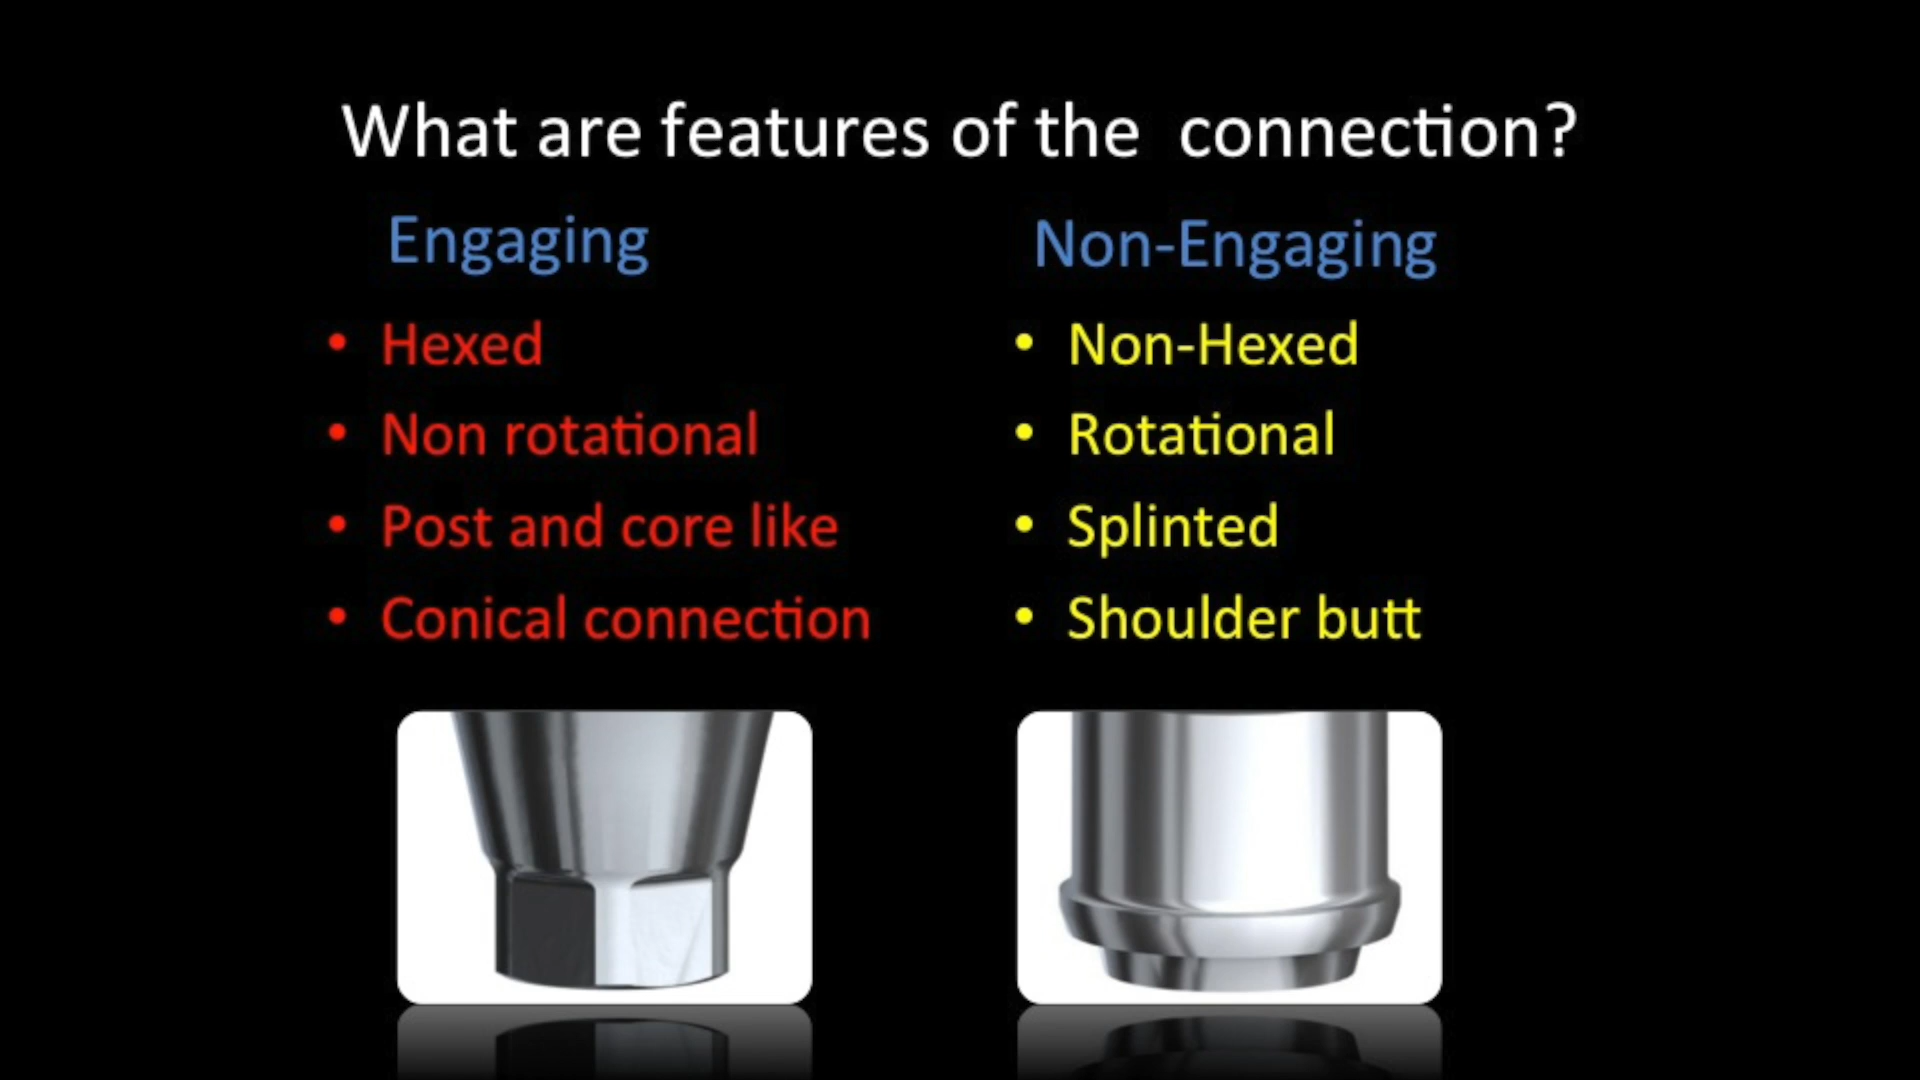 What are features of the  connection?
Engaging
• Hexed
• Non rotational
• Post and core like
• Conical connection
Non-Engaging
• Non-Hexed
• Rotational
• Splinted
• Shoulder butt